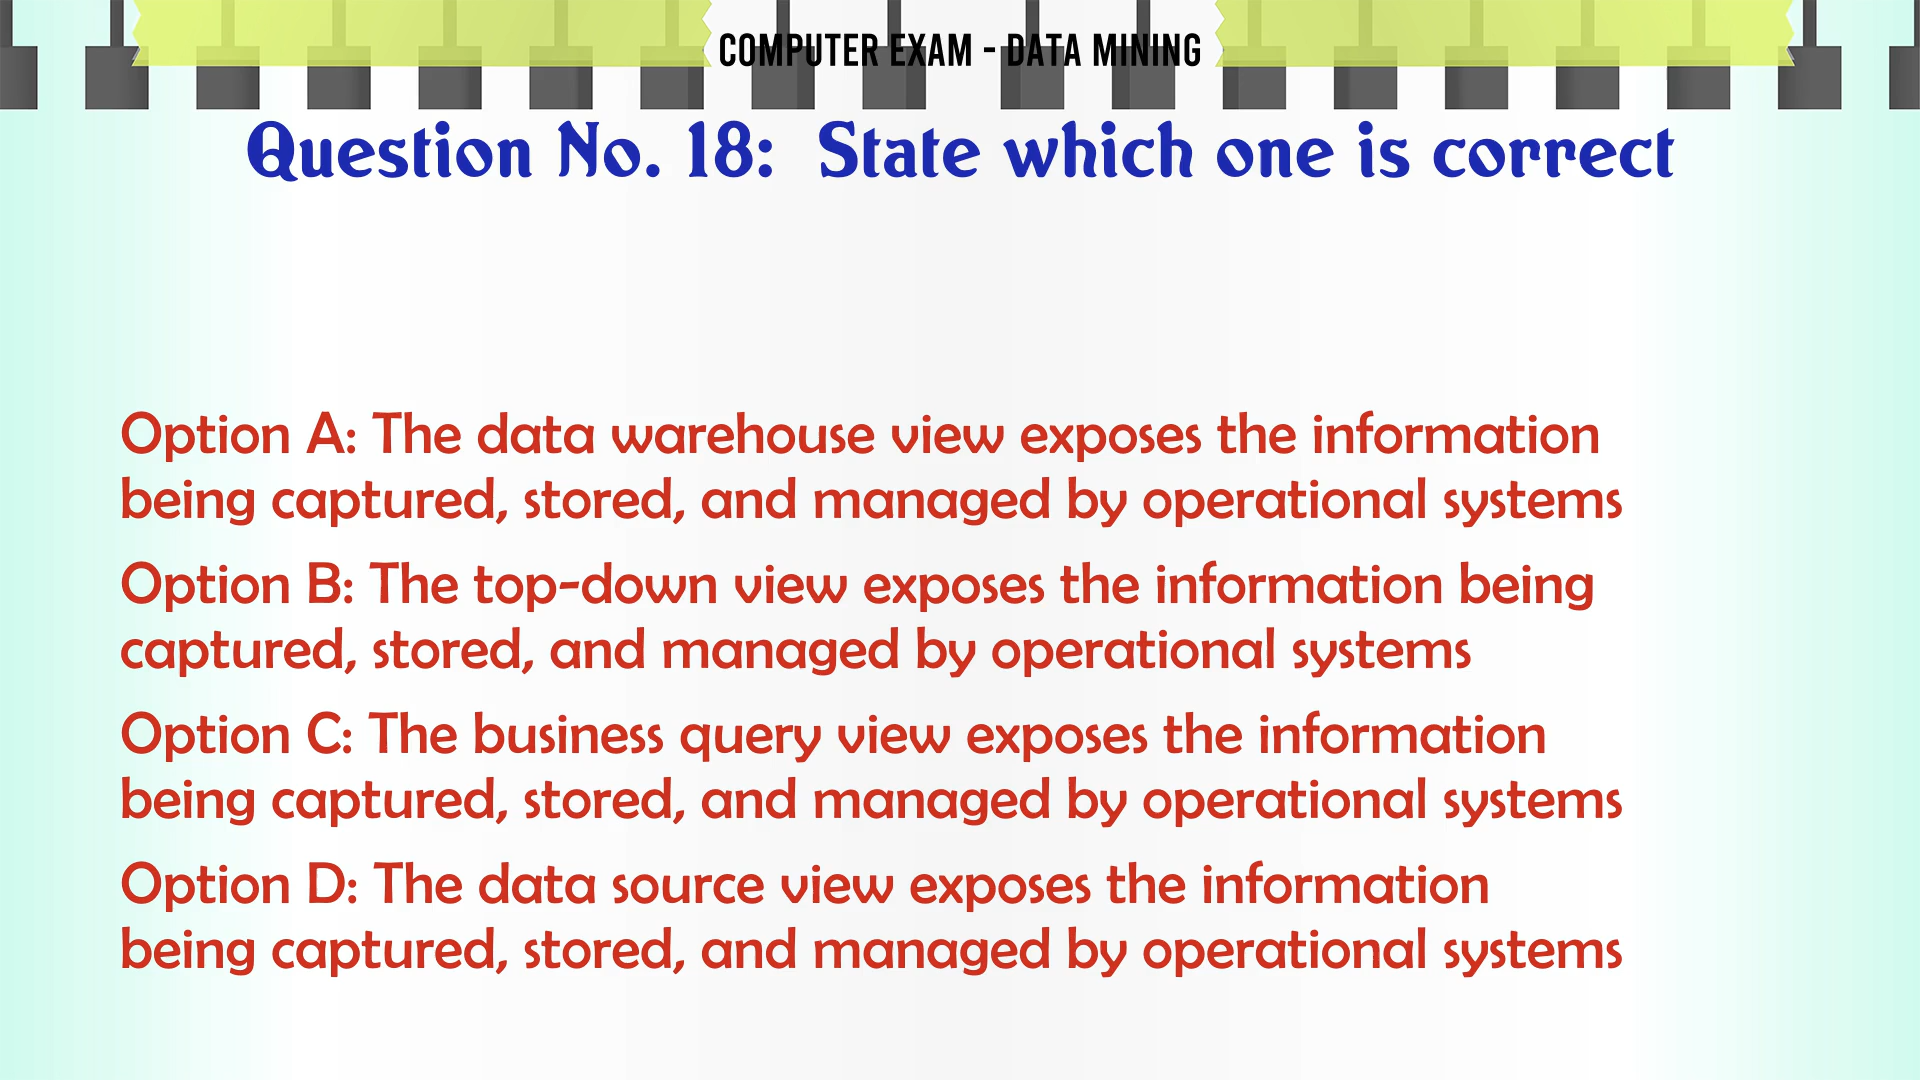 COMPUTER EXAM - DATA MINING
Question No. 18: State which one is correct
Option A: The data warehouse view exposes the information
being captured, stored, and managed by operational systems
Option B: The top-down view exposes the information being
captured, stored, and managed by operational systems
Option C: The business query view exposes the information
being captured, stored, and managed by operational systems
Option D: The data source view exposes the information
being captured, stored, and managed by operational systems